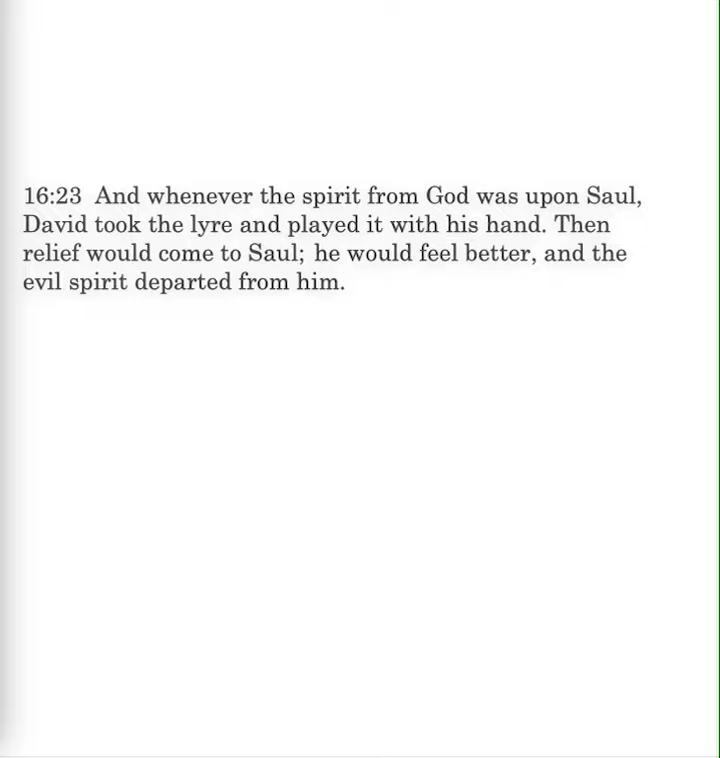 16:23 And whenever the spirit from God was upon Saul,
David took the lyre and played it with his hand. Then
relief would come to Saul; he would feel better, and the
evil spirit departed from him.